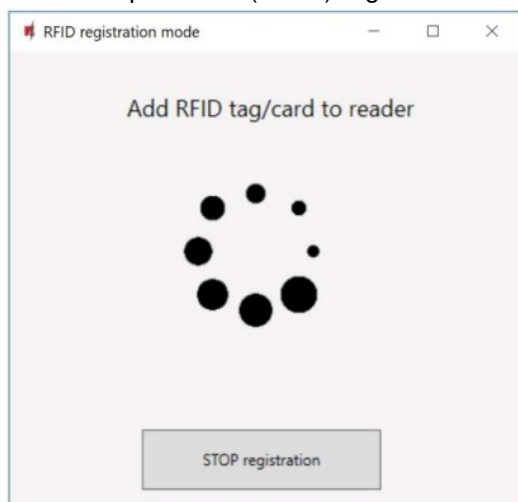 RFID registration mode
Add RFID tag/card to reader
STOP registration